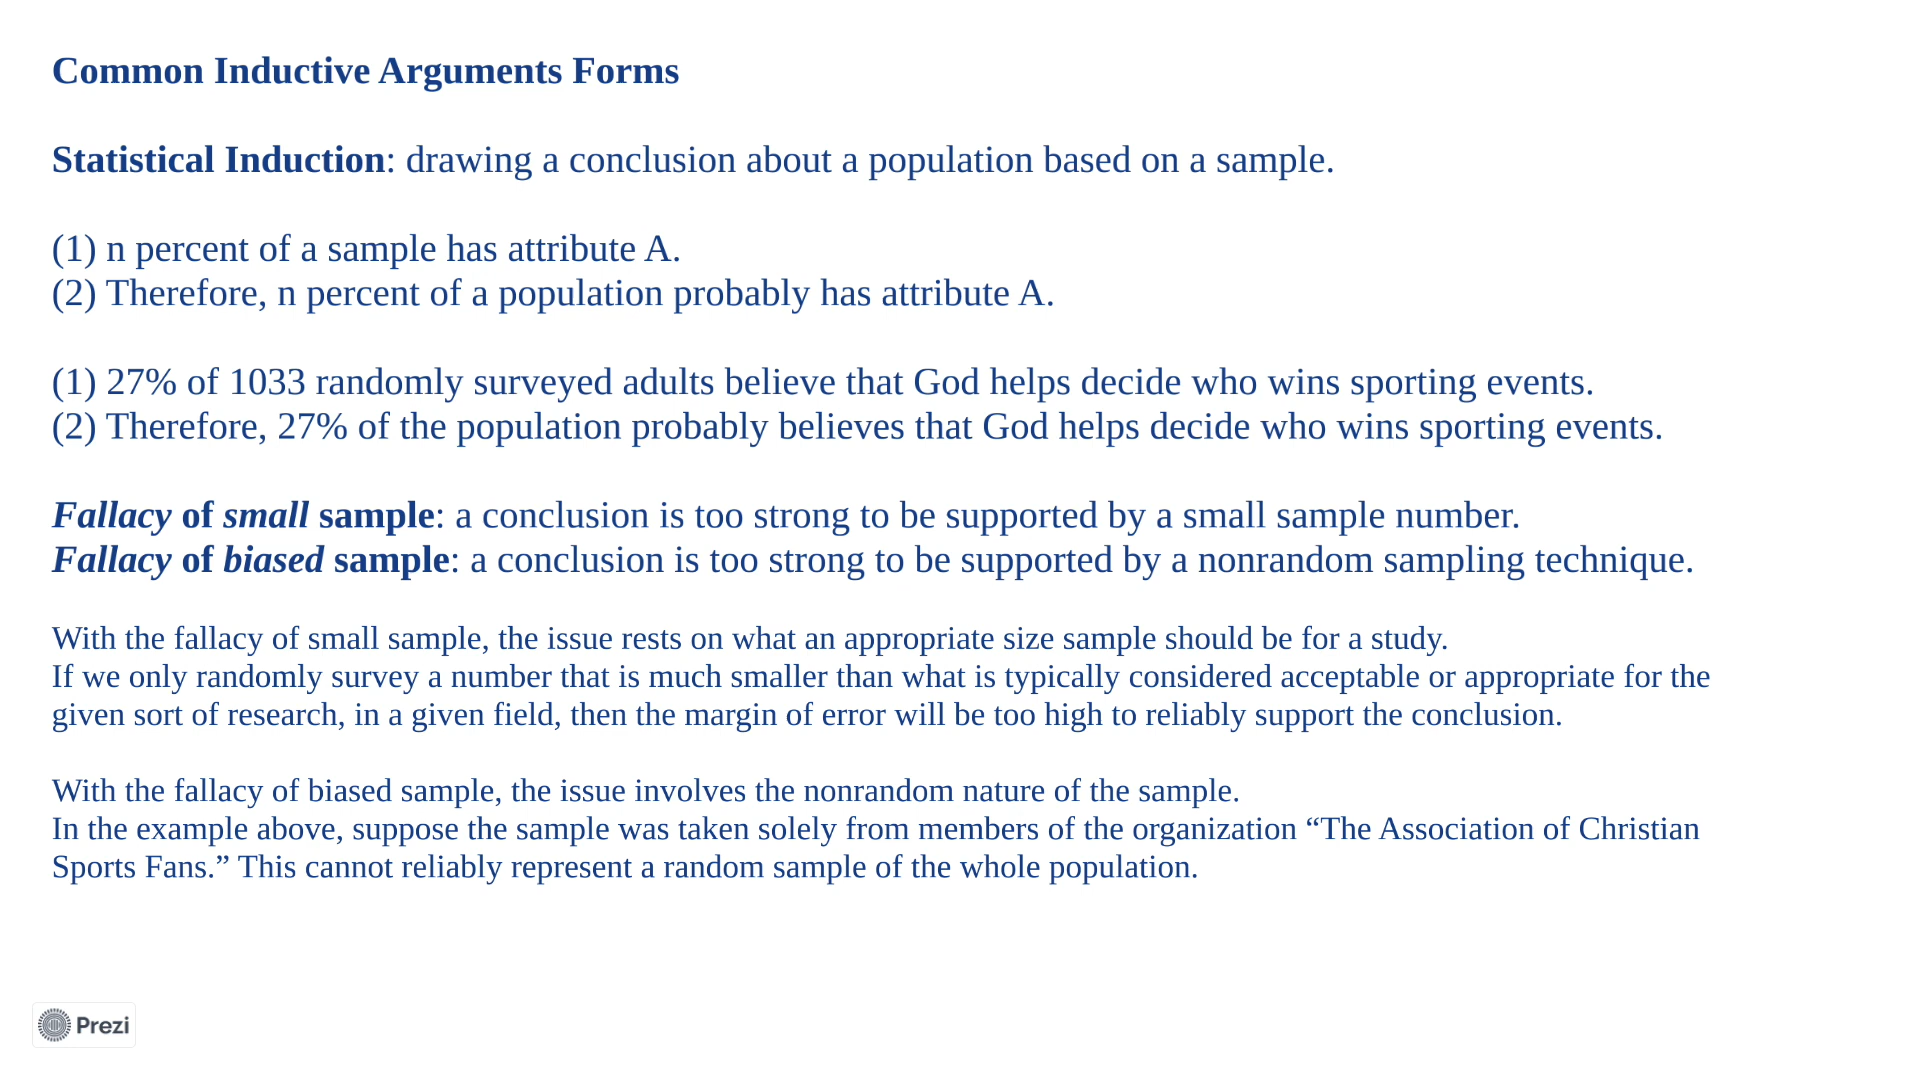 Common Inductive Arguments Forms
Statistical Induction: drawing a conclusion about a population based on a sample.
(1) n percent of a sample has attribute A.
(2) Therefore, n percent of a population probably has attribute A.
(1) 27% of 1033 randomly surveyed adults believe that God helps decide who wins sporting events.
(2) Therefore, 27% of the population probably believes that God helps decide who wins sporting events.
Fallacy of small sample: a conclusion is too strong to be supported by a small sample number.
Fallacy of biased sample: a conclusion is too strong to be supported by a nonrandom sampling technique.
With the fallacy of small sample, the issue rests on what an appropriate size sample should be for a study.
If we only randomly survey a number that is much smaller than what is typically considered acceptable or appropriate for the
given sort of research, in a given field, then the margin of error will be too high to reliably support the conclusion.
With the fallacy of biased sample, the issue involves the nonrandom nature of the sample.
In the example above, suppose the sample was taken solely from members of the organization “The Association of Christian
Sports Fans.” This cannot reliably represent a random sample of the whole population.
Prezi